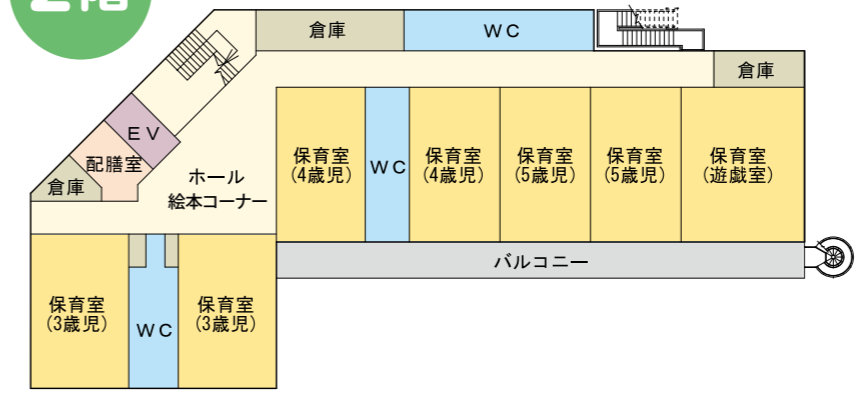 2階
倉庫
WC
倉庫
EV
配膳室
倉庫
ホール
絵本コーナー
保育室
(4歳児)
WC
保育室
(4歳児)
保育室
(5歳児)
保育室
(5歳児)
保育室
(遊戯室)
バルコニー
保育室
(3歳児)
WC
保育室
(3歳児)